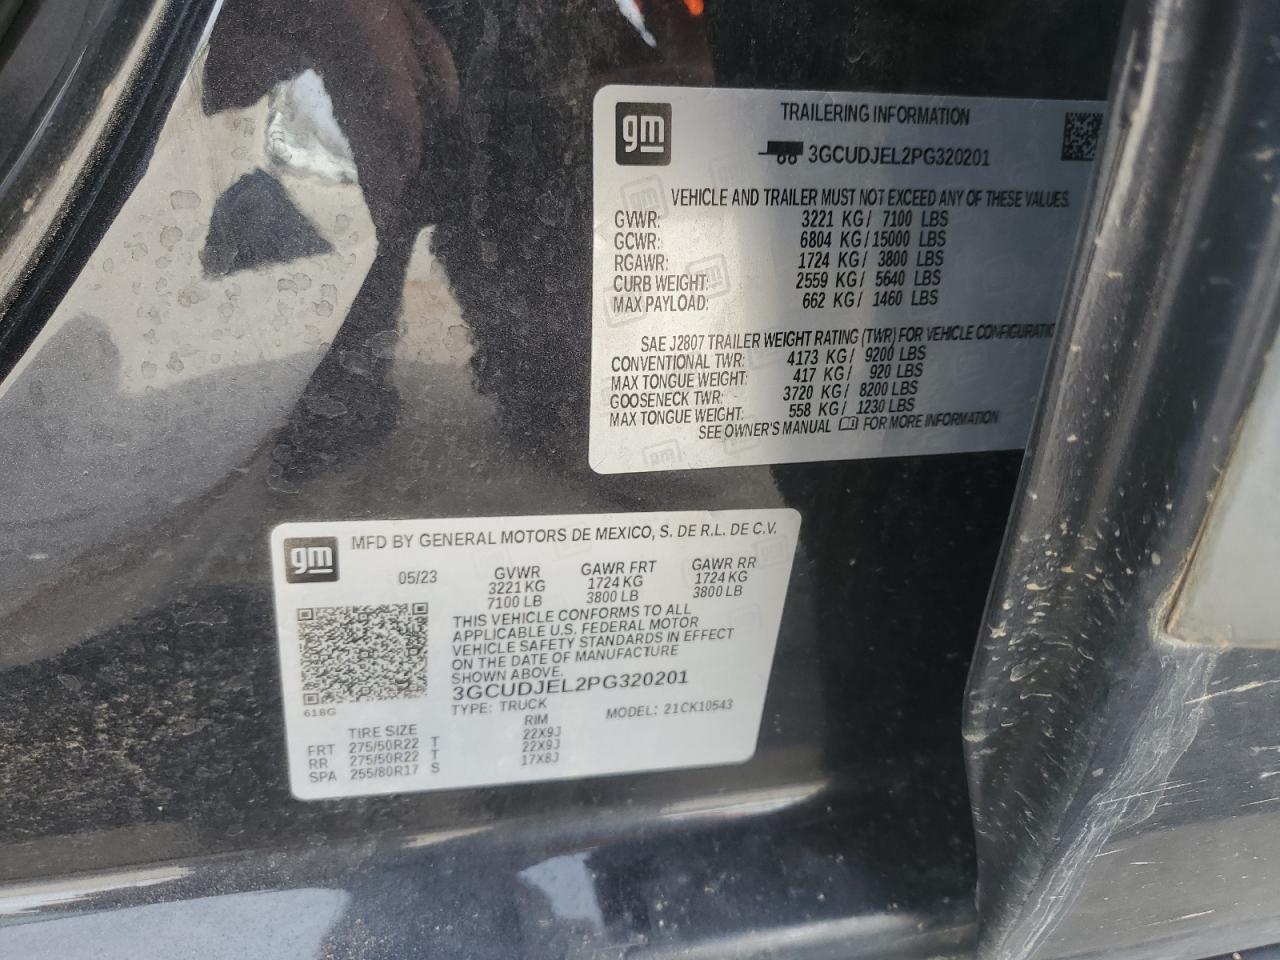 gm
TRAILERING INFORMATION
3GCUDJEL2PG320201
VEHICLE AND TRAILER MUST NOT EXCEED ANY OF THESE VALUES.
GVWR: 3221 KG/ 7100 LBS
GCWR: 6804 KG/15000 LBS
RGAWR: 1724 KG/ 3800 LBS
CURB WEIGHT: 2559 KG/ 5640 LBS
MAX PAYLOAD: 662 KG/ 1460 LBS
SAE J2807 TRAILER WEIGHT RATING (TWR) FOR VEHICLE CONFIGURATIO
CONVENTIONAL TWR: 4173 KG/ 9200 LBS
MAX TONGUE WEIGHT: 417 KG/ 920 LBS
GOOSENECK TWR: 3720 KG/ 8200 LBS
MAX TONGUE WEIGHT: 558 KG/ 1230 LBS
SEE OWNER'S MANUAL FOR MORE INFORMATION
gm
MFD BY GENERAL MOTORS DE MEXICO, S. DE R.L. DE C.V.
05/23 GVWR GAWR FRT GAWR RR
3221 KG 1724 KG 1724 KG
7100 LB 3800 LB 3800 LB
THIS VEHICLE CONFORMS TO ALL
APPLICABLE U.S. FEDERAL MOTOR
VEHICLE SAFETY STANDARDS IN EFFECT
ON THE DATE OF MANUFACTURE
SHOWN ABOVE.
3GCUDJEL2PG320201
618G
TYPE: TRUCK MODEL: 21CK10543
TIRE SIZE RIM
FRT 275/50R22 T 22X9J
RR 275/50R22 T 22X9J
SPA 255/80R17 S 17X8J